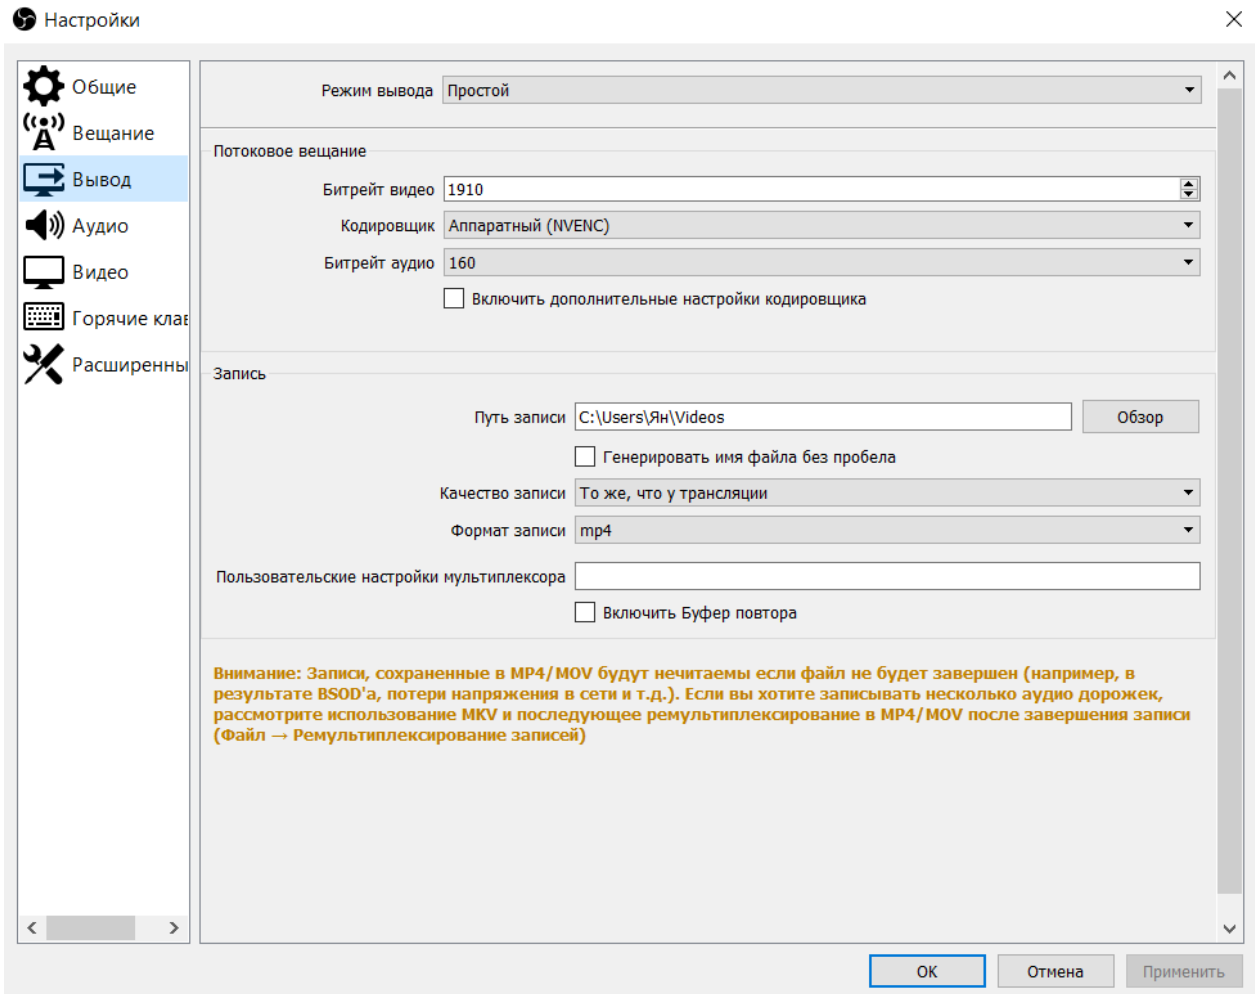 Настройки
Общие
Вещание
Вывод
Аудио
Видео
Горячие клав
Расширенны
Режим вывода Простой
Потоковое вещание
Битрейт видео 1910
Кодировщик Аппаратный (NVENC)
Битрейт аудио 160
Включить дополнительные настройки кодировщика
Запись
Путь записи C:\Users\Ян\Videos Обзор
Генерировать имя файла без пробела
Качество записи То же, что у трансляции
Формат записи mp4
Пользовательские настройки мультиплексора
Включить Буфер повтора
Внимание: Записи, сохраненные в MP4/MOV будут нечитаемы если файл не будет завершен (например, в
результате BSOD'а, потери напряжения в сети и т.д.). Если вы хотите записывать несколько аудио дорожек,
рассмотрите использование MKV и последующее ремультиплексирование в MP4/MOV после завершения записи
(Файл → Ремультиплексирование записей)
OK Отмена Применить